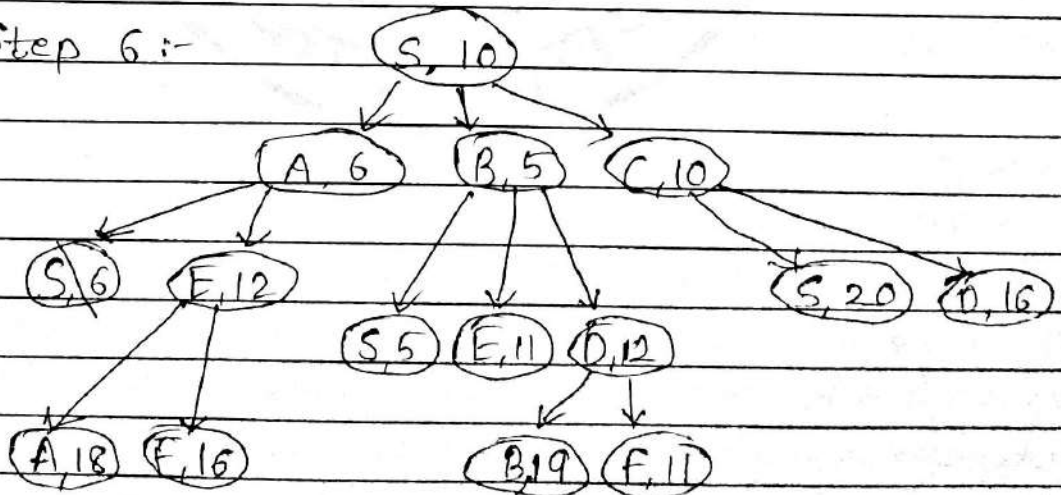 Step 6 :-
S, 10
A, 6 B, 5 C, 10
S, 6 E, 12 S, 20 D, 16
S, 5 E, 11 D, 12
A, 18 F, 16 B, 19 F, 11